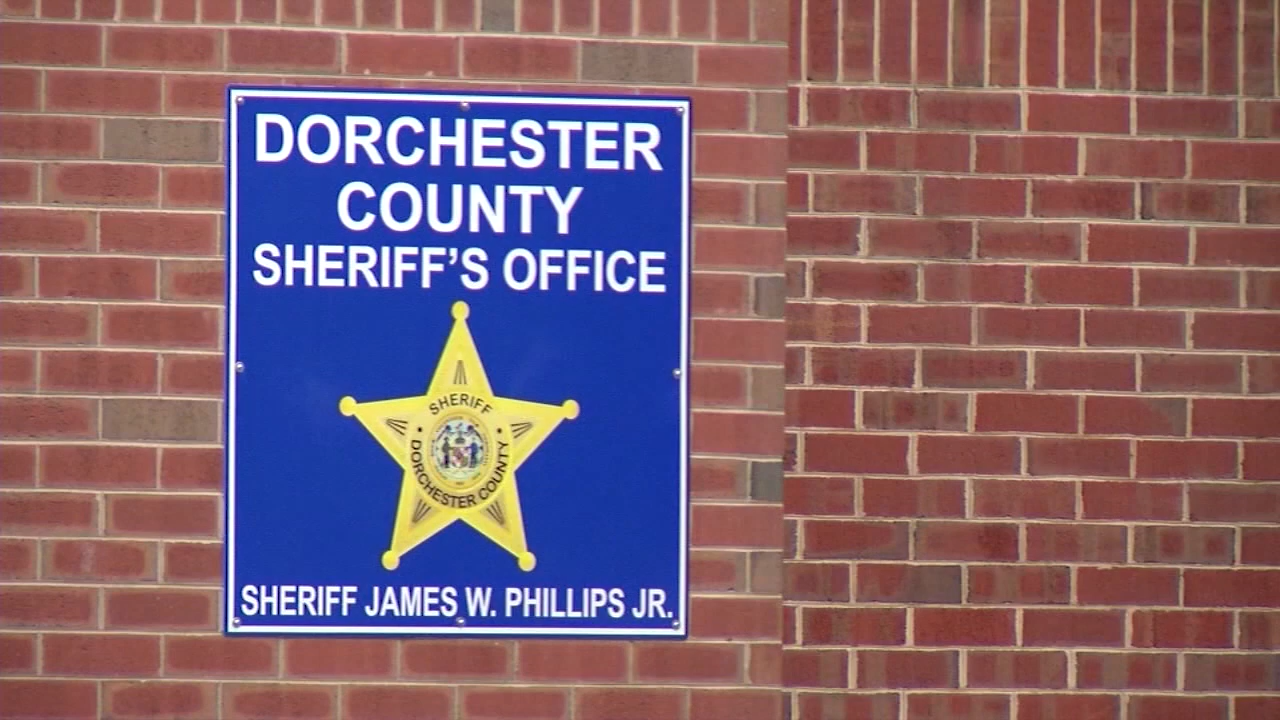 DORCHESTER
COUNTY
SHERIFF'S OFFICE
SHERIFF
DORCHESTER COUNTY
SHERIFF JAMES W. PHILLIPS JR.